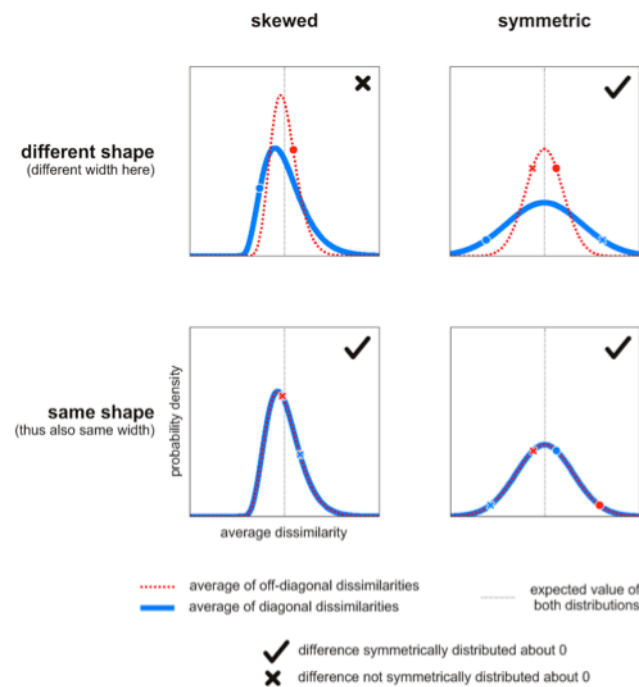 skewed
symmetric
different shape
(different width here)
same shape
(thus also same width)
probability density
average dissimilarity
average of off-diagonal dissimilarities
average of diagonal dissimilarities
expected value of
both distributions
difference symmetrically distributed about 0
difference not symmetrically distributed about 0